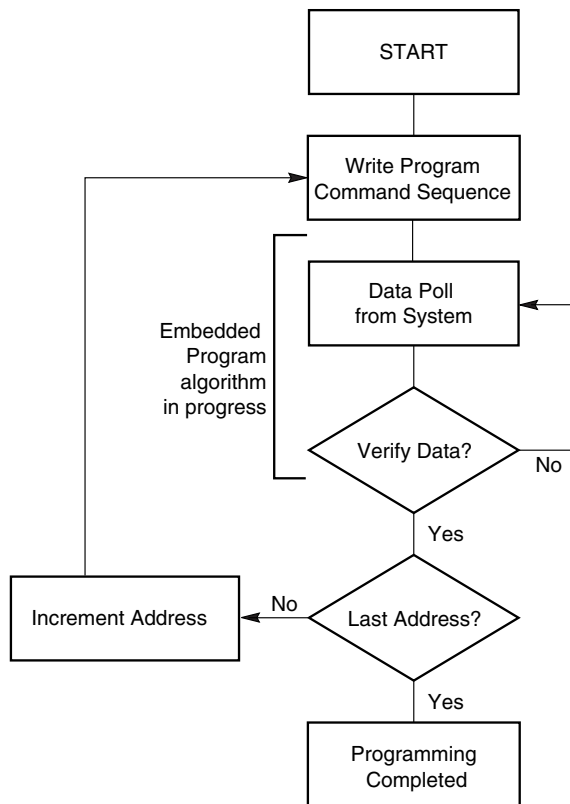 START
Write Program
Command Sequence
Data Poll
from System
Embedded
Program
algorithm
in progress
Verify Data?
No
Yes
Increment Address
No
Last Address?
Yes
Programming
Completed